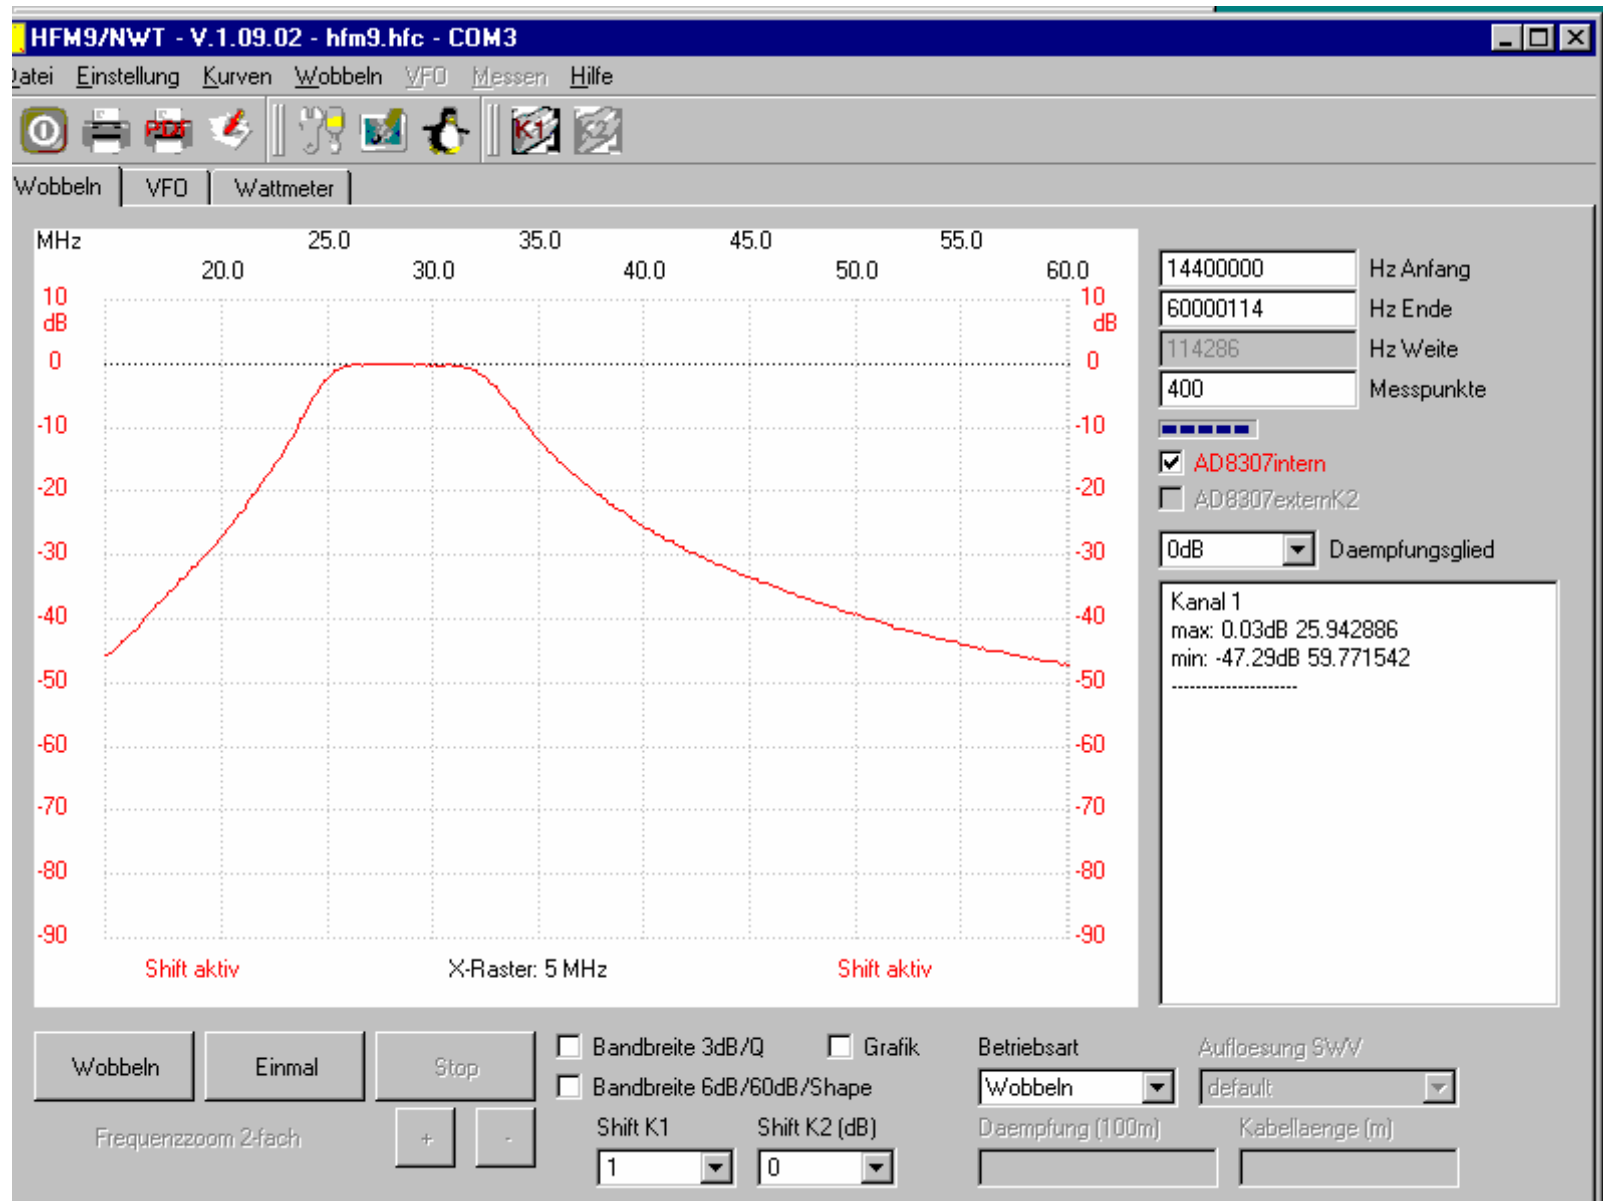 HFM9/NWT - V.1.09.02 - hfm9.hfc - COM3
Datei Einstellung Kurven Wobbeln VFO Messen Hilfe
PDF K1 K2
Wobbeln VFO Wattmeter
MHz 25.0 35.0 45.0 55.0
20.0 30.0 40.0 50.0 60.0
10 10
dB dB
0 0
-10 -10
-20 -20
-30 -30
-40 -40
-50 -50
-60 -60
-70 -70
-80 -80
-90 -90
Shift aktiv X-Raster: 5 MHz Shift aktiv
14400000 Hz Anfang
60000114 Hz Ende
114286 Hz Weite
400 Messpunkte
AD8307intern
AD8307externK2
0dB Daempfungsglied
Kanal 1
max: 0.03dB 25.942886
min: -47.29dB 59.771542
---------------------
Wobbeln Einmal Stop
Frequenzzoom 2-fach + -
Bandbreite 3dB/Q Grafik
Bandbreite 6dB/60dB/Shape
Shift K1 Shift K2 (dB)
1 0
Betriebsart Aufloesung SWV
Wobbeln default
Daempfung (100m) Kabellaenge (m)